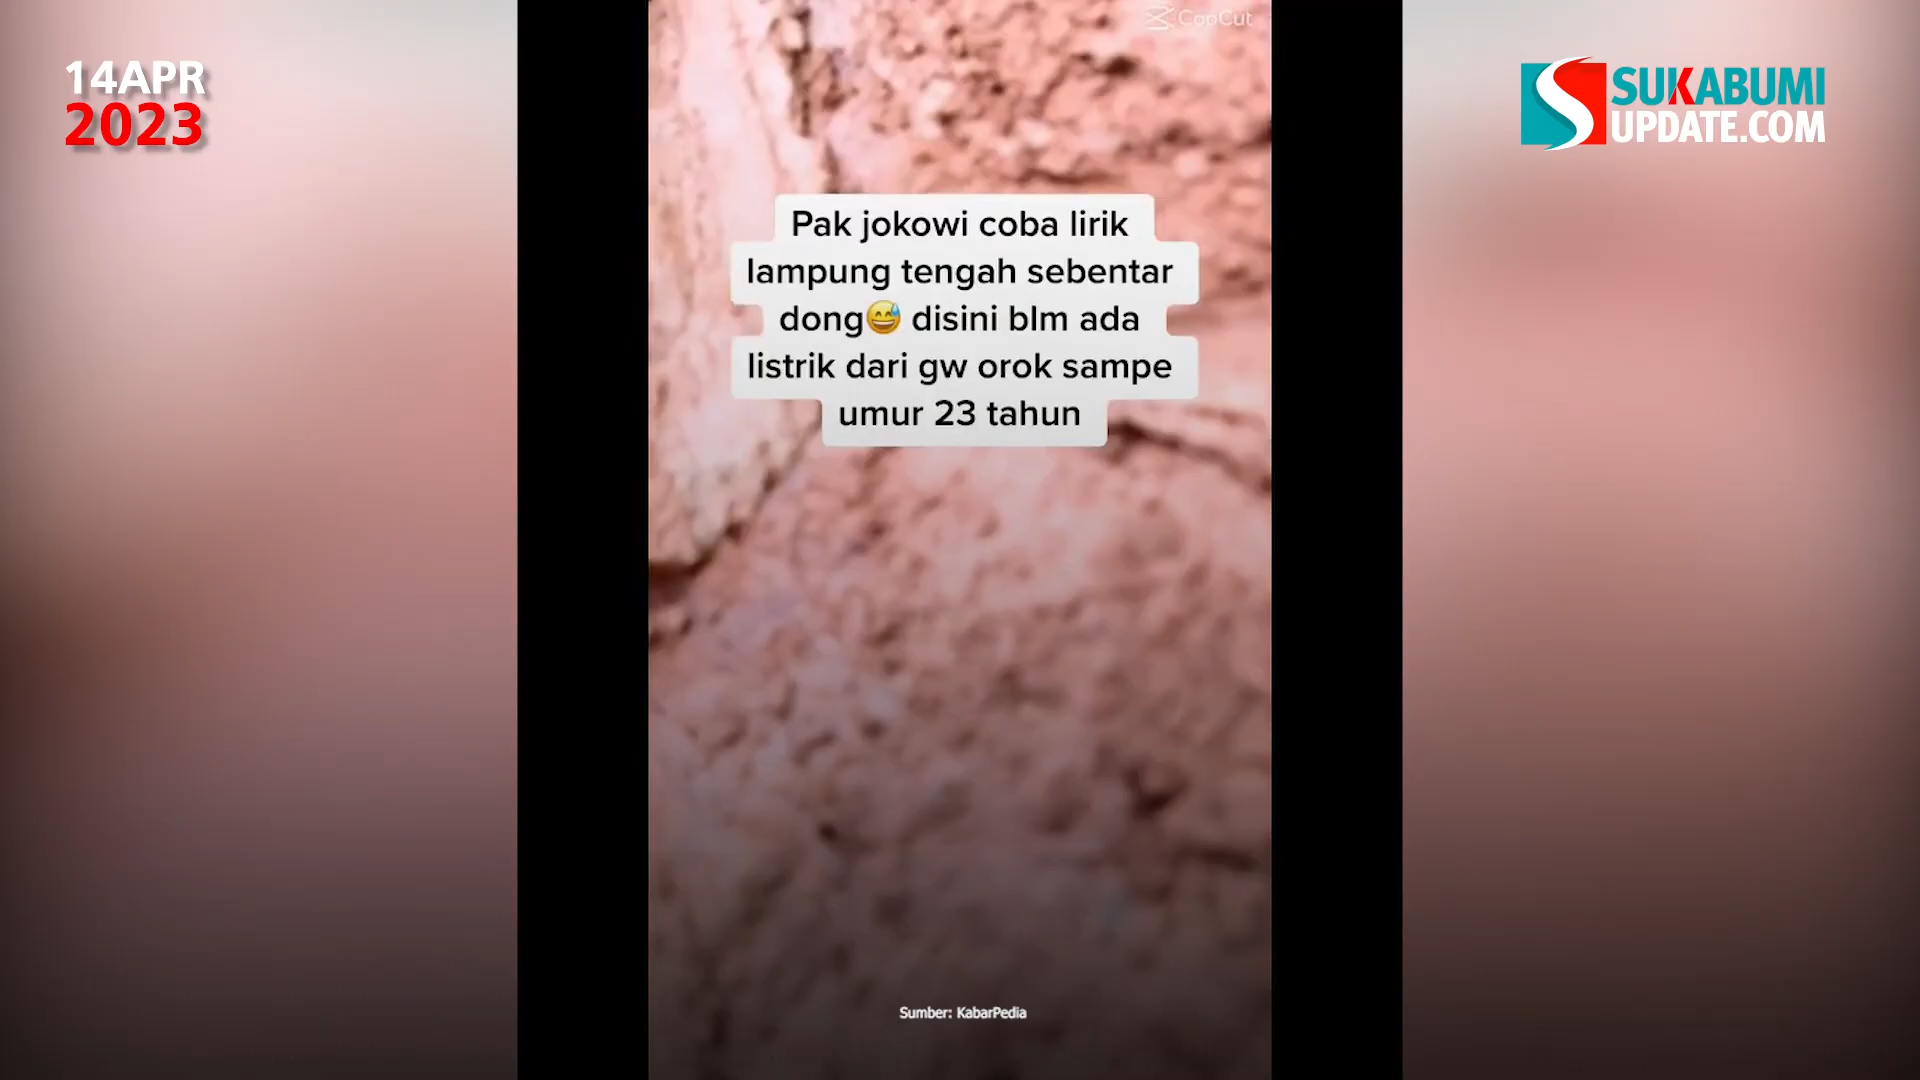 14APR
2023
SUKABUMI
UPDATE.COM
CapCut
Pak jokowi coba lirik
lampung tengah sebentar
dong😅 disini blm ada
listrik dari gw orok sampe
umur 23 tahun
Sumber: KabarPedia